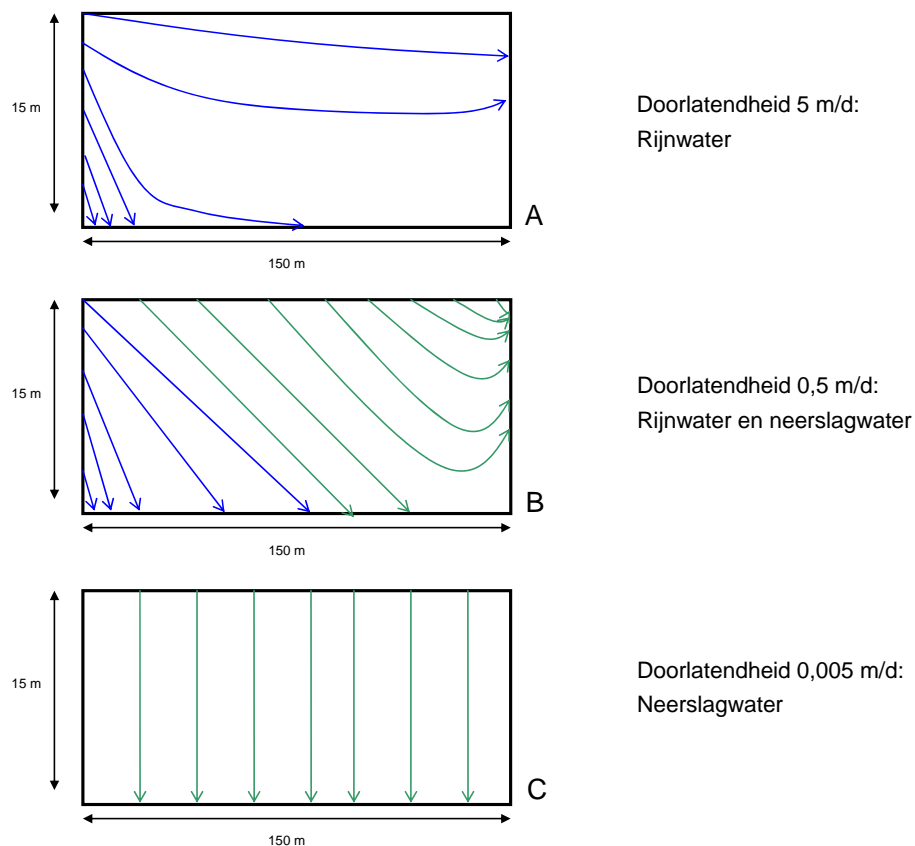 15 m
Doorlatendheid 5 m/d:
Rijnwater
A
150 m
15 m
Doorlatendheid 0,5 m/d:
Rijnwater en neerslagwater
B
150 m
15 m
Doorlatendheid 0,005 m/d:
Neerslagwater
C
150 m